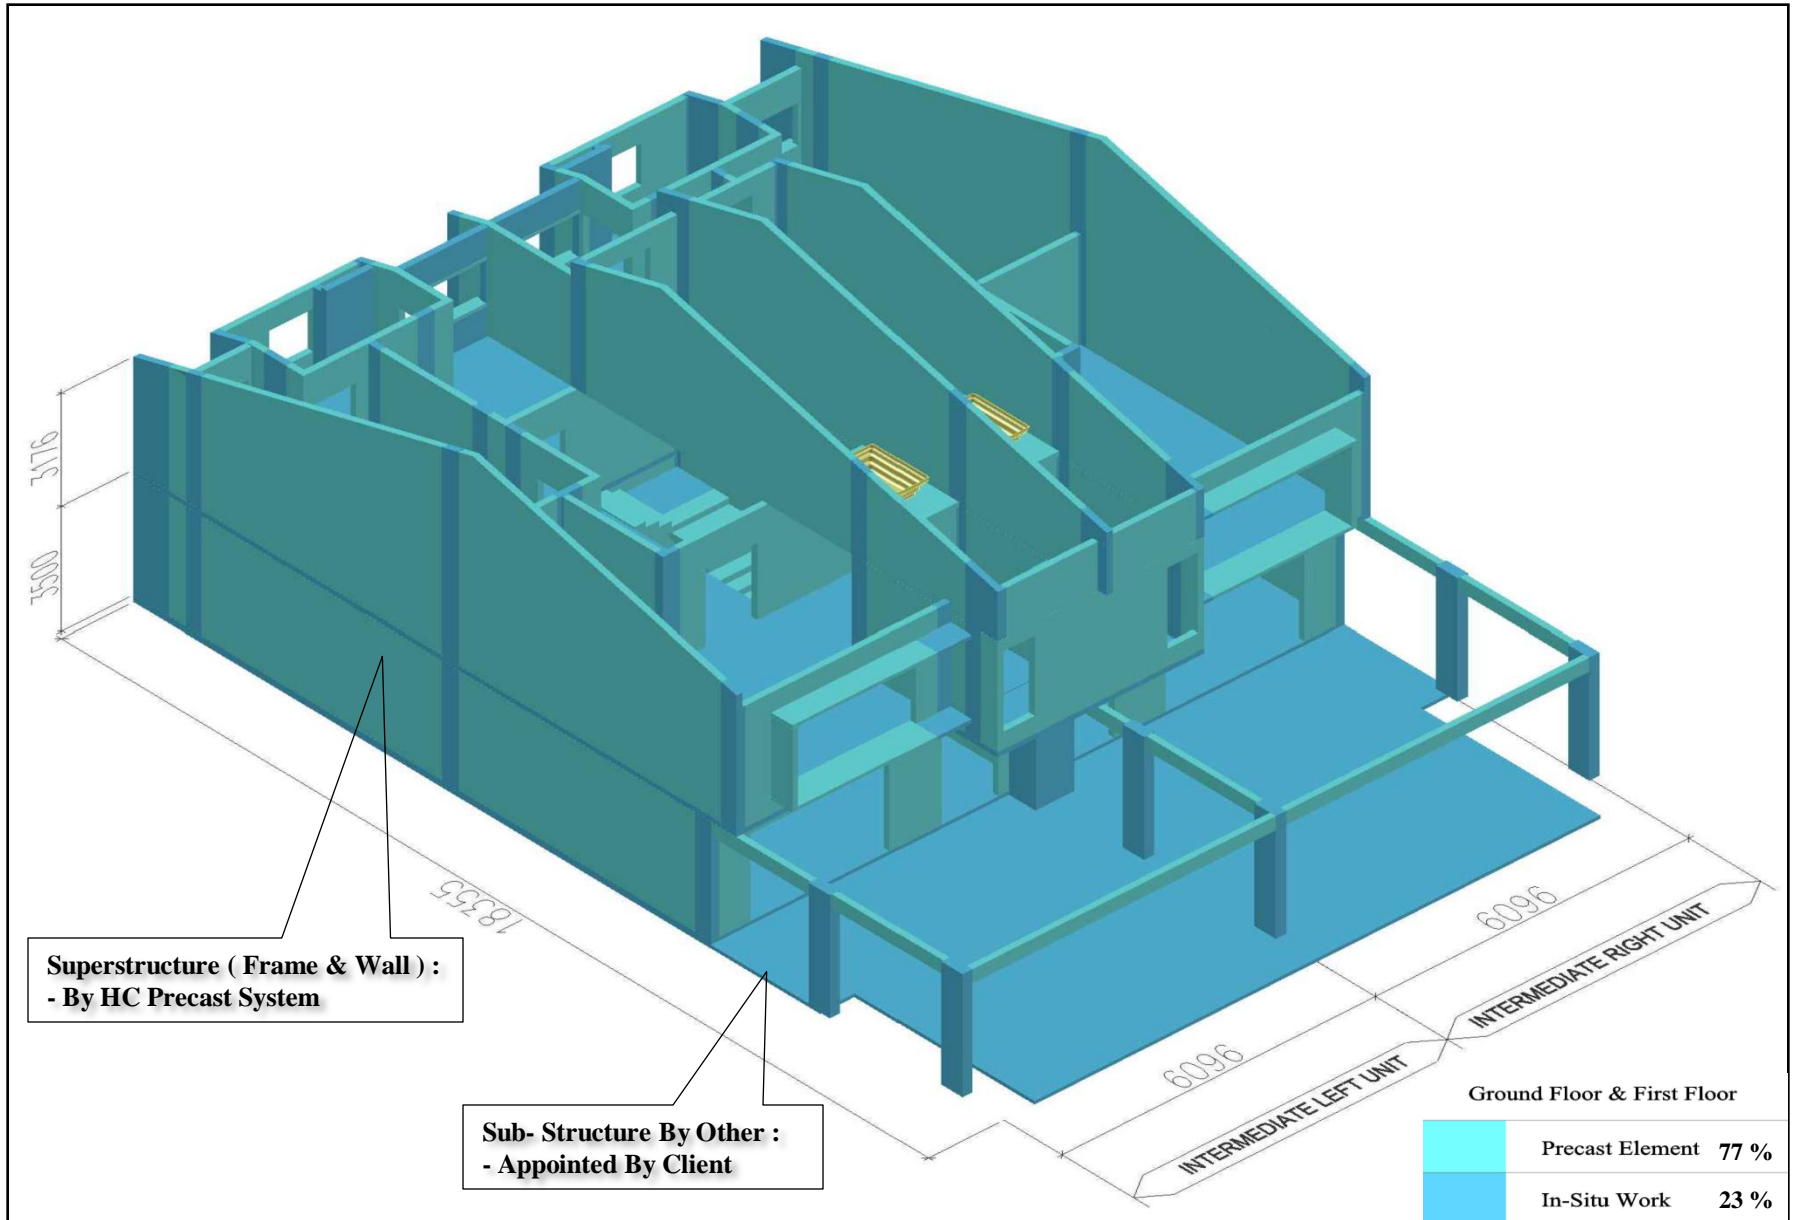 3176
3500
18355
Superstructure ( Frame & Wall ) :
- By HC Precast System
Sub- Structure By Other :
- Appointed By Client
6096
6096
INTERMEDIATE LEFT UNIT
INTERMEDIATE RIGHT UNIT
Ground Floor & First Floor
Precast Element 77 %
In-Situ Work 23 %